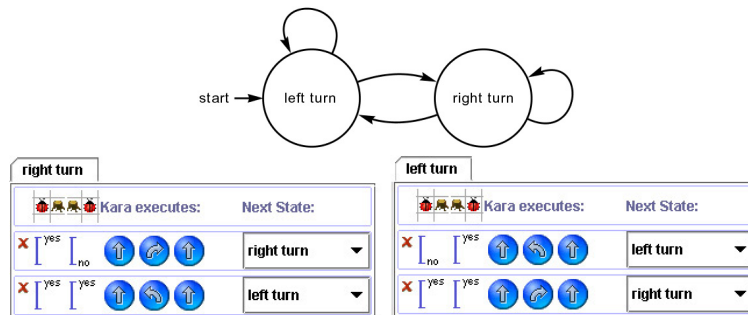 start
left turn
right turn
right turn
Kara executes: Next State:
yes no right turn
yes yes left turn
left turn
Kara executes: Next State:
no yes left turn
yes yes right turn